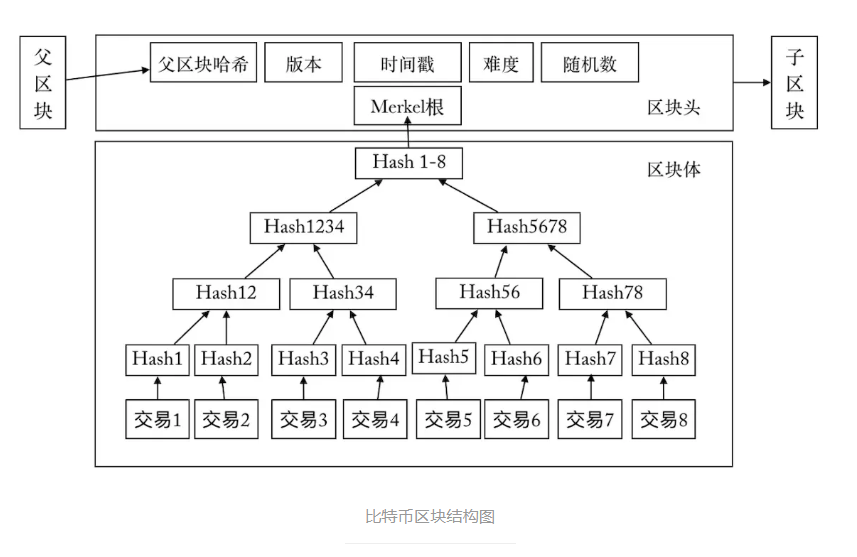 父区块
父区块哈希
版本
时间戳
难度
随机数
子区块
Merkel根
区块头
Hash 1-8
区块体
Hash1234
Hash5678
Hash12
Hash34
Hash56
Hash78
Hash1
Hash2
Hash3
Hash4
Hash5
Hash6
Hash7
Hash8
交易1
交易2
交易3
交易4
交易5
交易6
交易7
交易8
比特币区块结构图